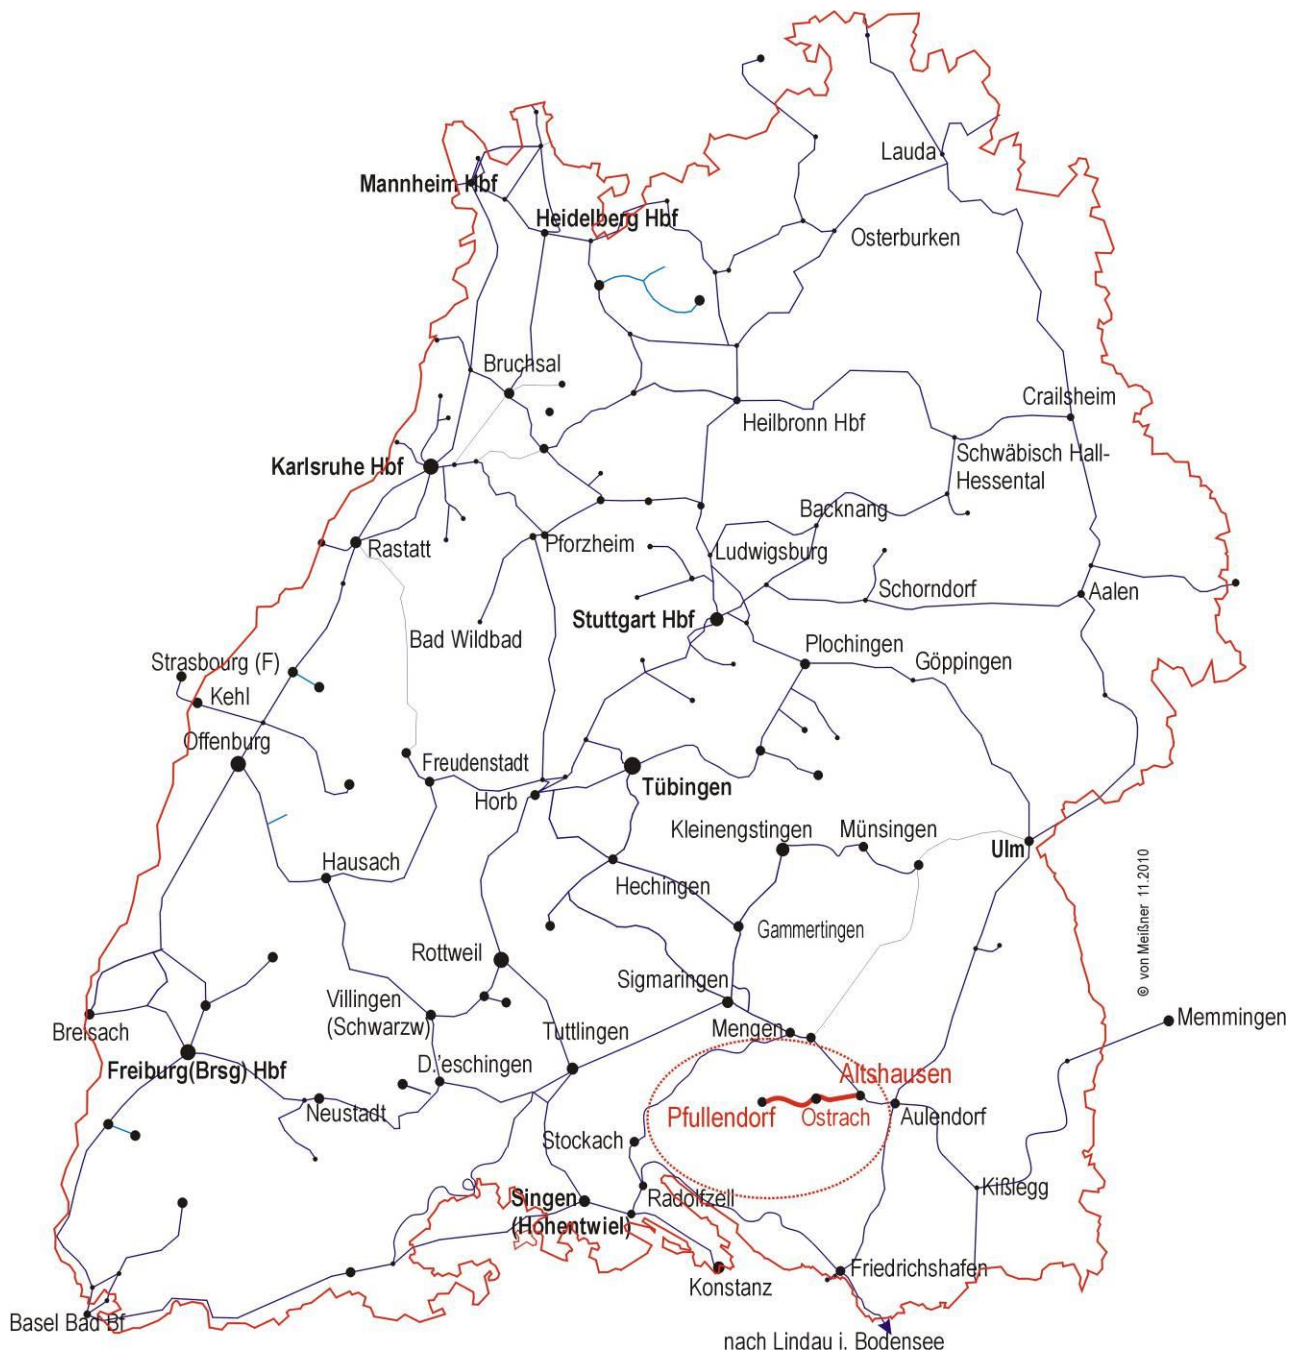 Lauda
Mannheim Hbf
Heidelberg Hbf
Osterburken
Bruchsal
Crailsheim
Heilbronn Hbf
Karlsruhe Hbf
Schwäbisch Hall-
Hessental
Backnang
Rastatt
Pforzheim
Ludwigsburg
Schorndorf
Aalen
Stuttgart Hbf
Bad Wildbad
Plochingen
Göppingen
Strasbourg (F)
Kehl
Offenburg
Freudenstadt
Tübingen
Horb
Kleinengstingen
Münsingen
Ulm
Hausach
Hechingen
© von Meißner 11.2010
Gammertingen
Rottweil
Sigmaringen
Villingen
(Schwarzw)
Tuttlingen
Mengen
Memmingen
Breisach
Freiburg(Brsg) Hbf
D.'eschingen
Altshausen
Neustadt
Pfullendorf
Ostrach
Aulendorf
Stockach
Singen
(Hohentwiel)
Radolfzell
Kißlegg
Konstanz
Friedrichshafen
Basel Bad Bf
nach Lindau i. Bodensee